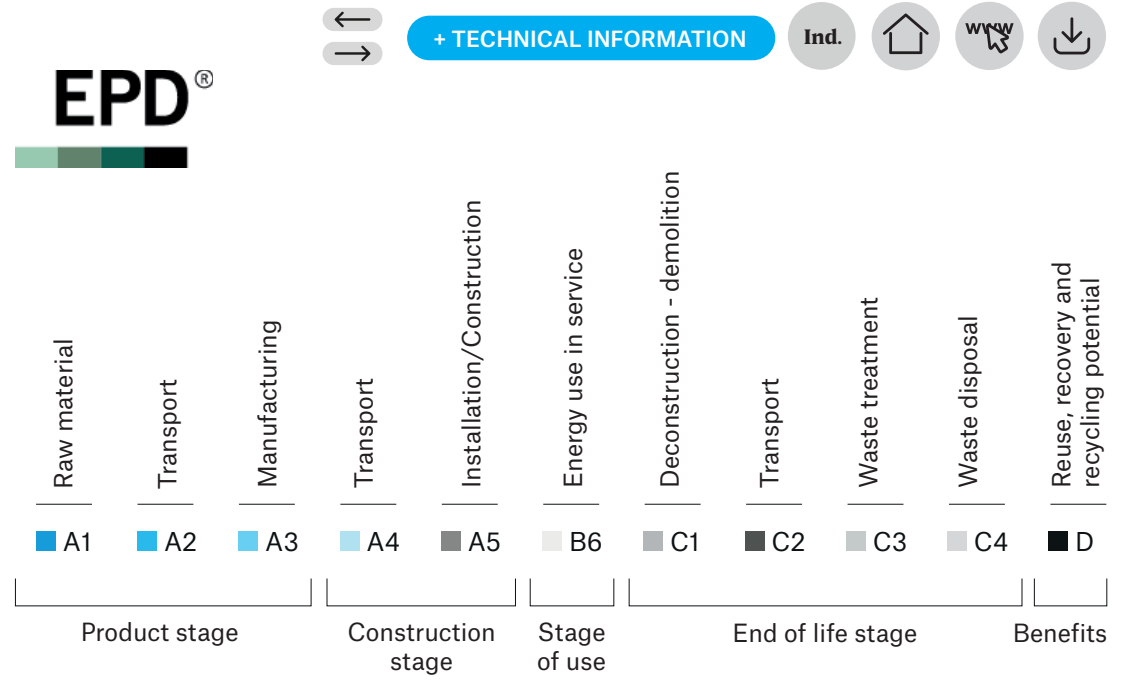 + TECHNICAL INFORMATION
Ind.
www
EPD®
Raw material
Transport
Manufacturing
Transport
Installation/Construction
Energy use in service
Deconstruction - demolition
Transport
Waste treatment
Waste disposal
Reuse, recovery and
recycling potential
A1
A2
A3
A4
A5
B6
C1
C2
C3
C4
D
Product stage
Construction
stage
Stage
of use
End of life stage
Benefits